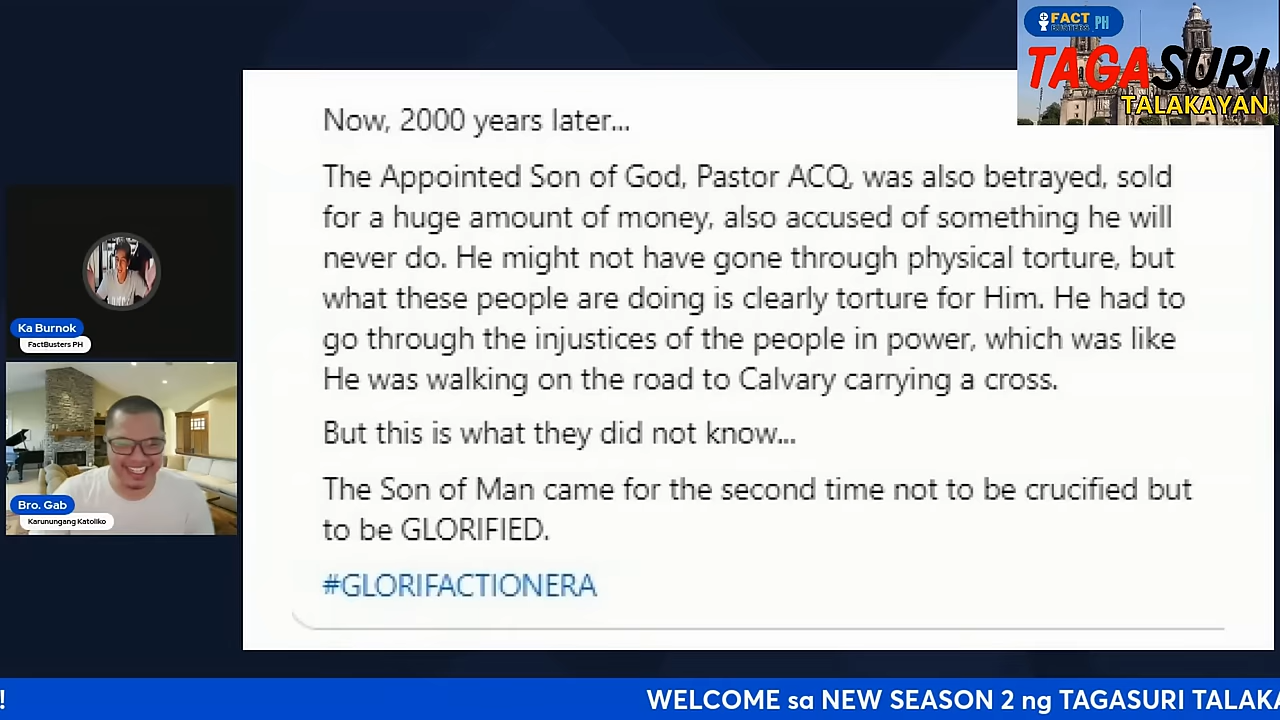 FACT
BUSTERS PH
TAGASURI
TALAKAYAN
Now, 2000 years later...
The Appointed Son of God, Pastor ACQ, was also betrayed, sold
for a huge amount of money, also accused of something he will
never do. He might not have gone through physical torture, but
what these people are doing is clearly torture for Him. He had to
go through the injustices of the people in power, which was like
He was walking on the road to Calvary carrying a cross.
But this is what they did not know...
The Son of Man came for the second time not to be crucified but
to be GLORIFIED.
#GLORIFACTIONERA
Ka Burnok
FactBusters PH
Bro. Gab
Karunungang Katoliko
! WELCOME sa NEW SEASON 2 ng TAGASURI TALAKA